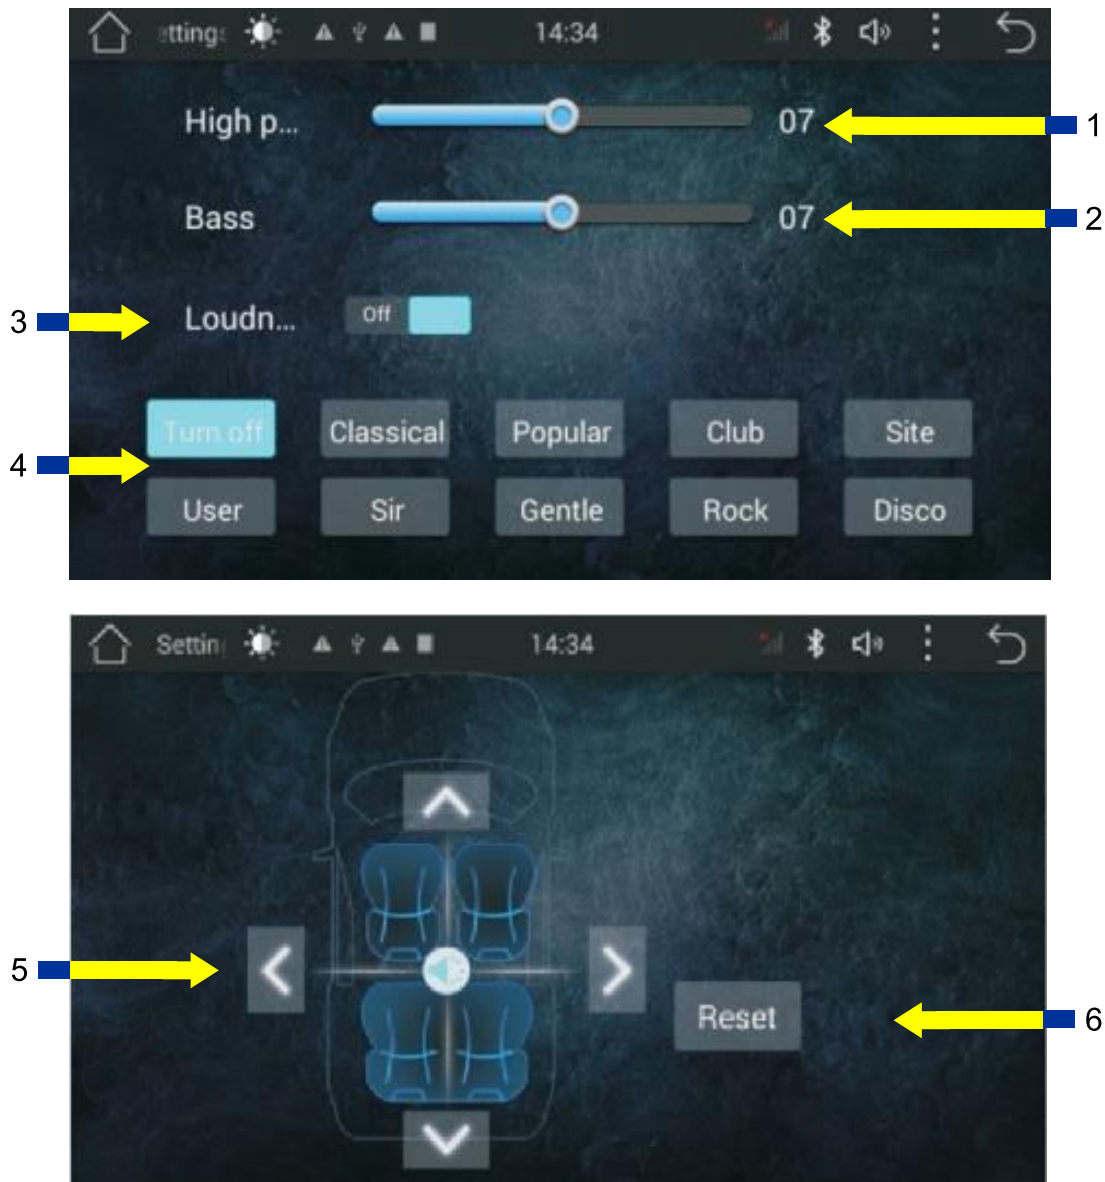 ettings 14:34
High p... 07 1
Bass 07 2
3 Loudn... Off
Turn off Classical Popular Club Site
4
User Sir Gentle Rock Disco
Settin 14:34
5
Reset 6